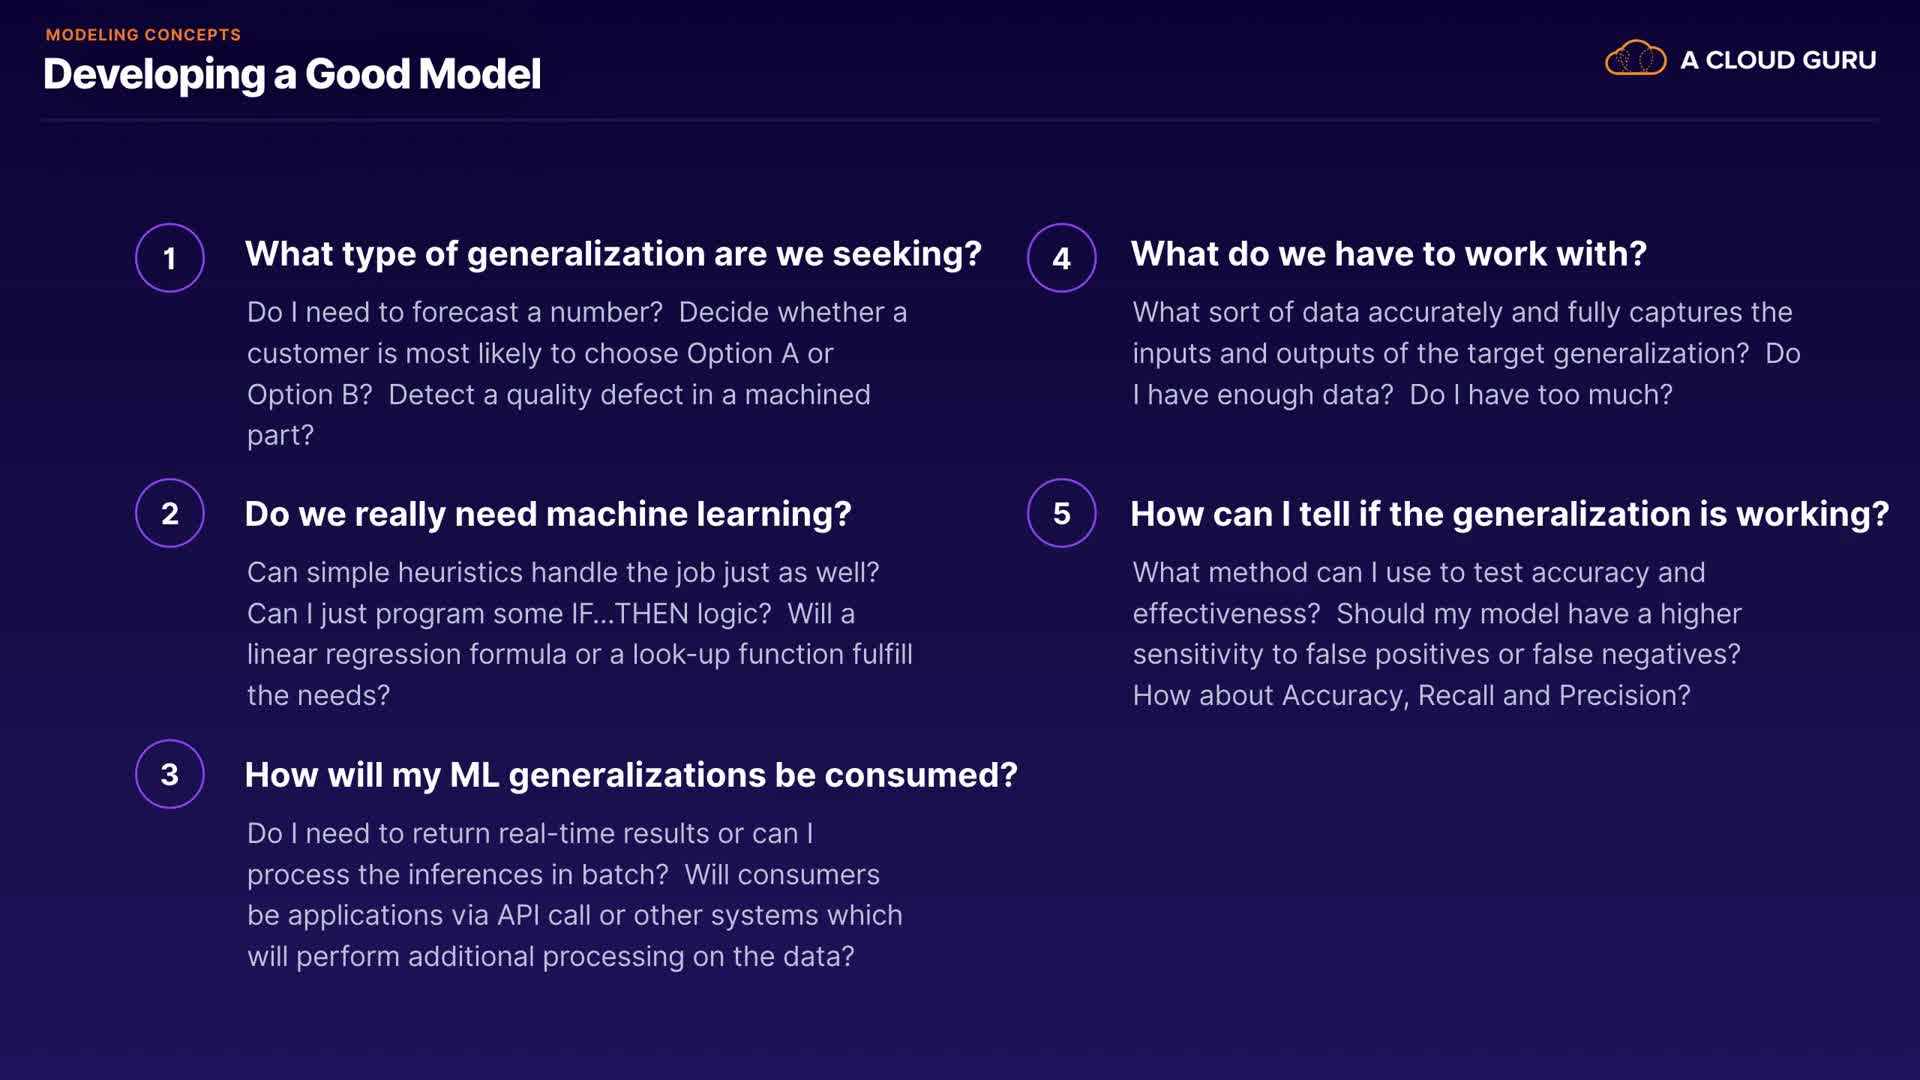 MODELING CONCEPTS
Developing a Good Model
A CLOUD GURU
1
What type of generalization are we seeking?
Do I need to forecast a number?  Decide whether a
customer is most likely to choose Option A or
Option B?  Detect a quality defect in a machined
part?
2
Do we really need machine learning?
Can simple heuristics handle the job just as well?
Can I just program some IF...THEN logic?  Will a
linear regression formula or a look-up function fulfill
the needs?
3
How will my ML generalizations be consumed?
Do I need to return real-time results or can I
process the inferences in batch?  Will consumers
be applications via API call or other systems which
will perform additional processing on the data?
4
What do we have to work with?
What sort of data accurately and fully captures the
inputs and outputs of the target generalization?  Do
I have enough data?  Do I have too much?
5
How can I tell if the generalization is working?
What method can I use to test accuracy and
effectiveness?  Should my model have a higher
sensitivity to false positives or false negatives?
How about Accuracy, Recall and Precision?